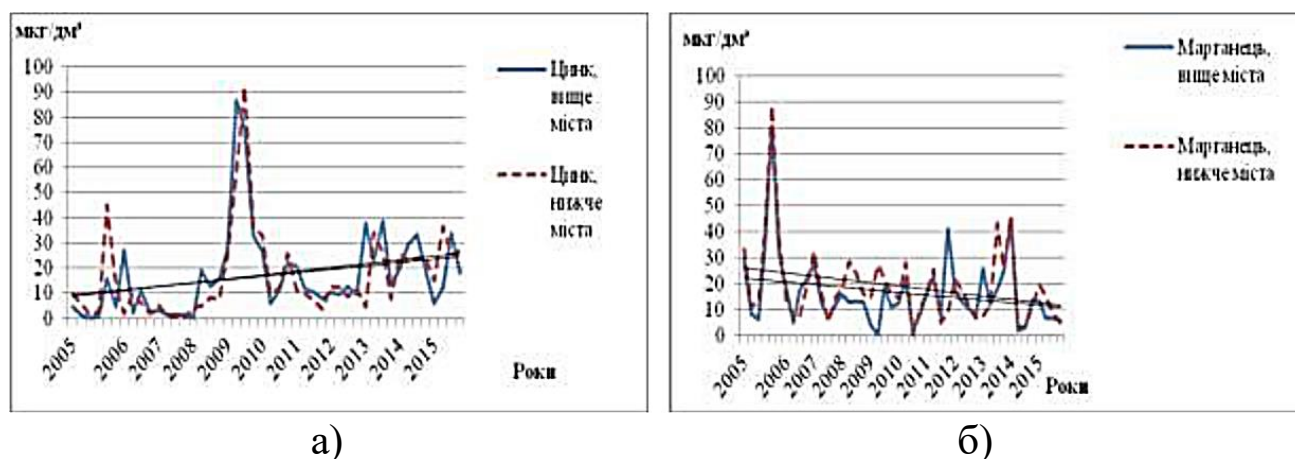 мкг/дм³
100
90
80
70
60
50
40
30
20
10
0
2005
2006
2007
2008
2009
2010
2011
2012
2013
2014
2015
Роки
Цинк,
вище
міста
Цинк,
нижче
міста
а)
мкг/дм³
100
90
80
70
60
50
40
30
20
10
0
2005
2006
2007
2008
2009
2010
2011
2012
2013
2014
2015
Роки
Марганець,
вище міста
Марганець,
нижче міста
б)